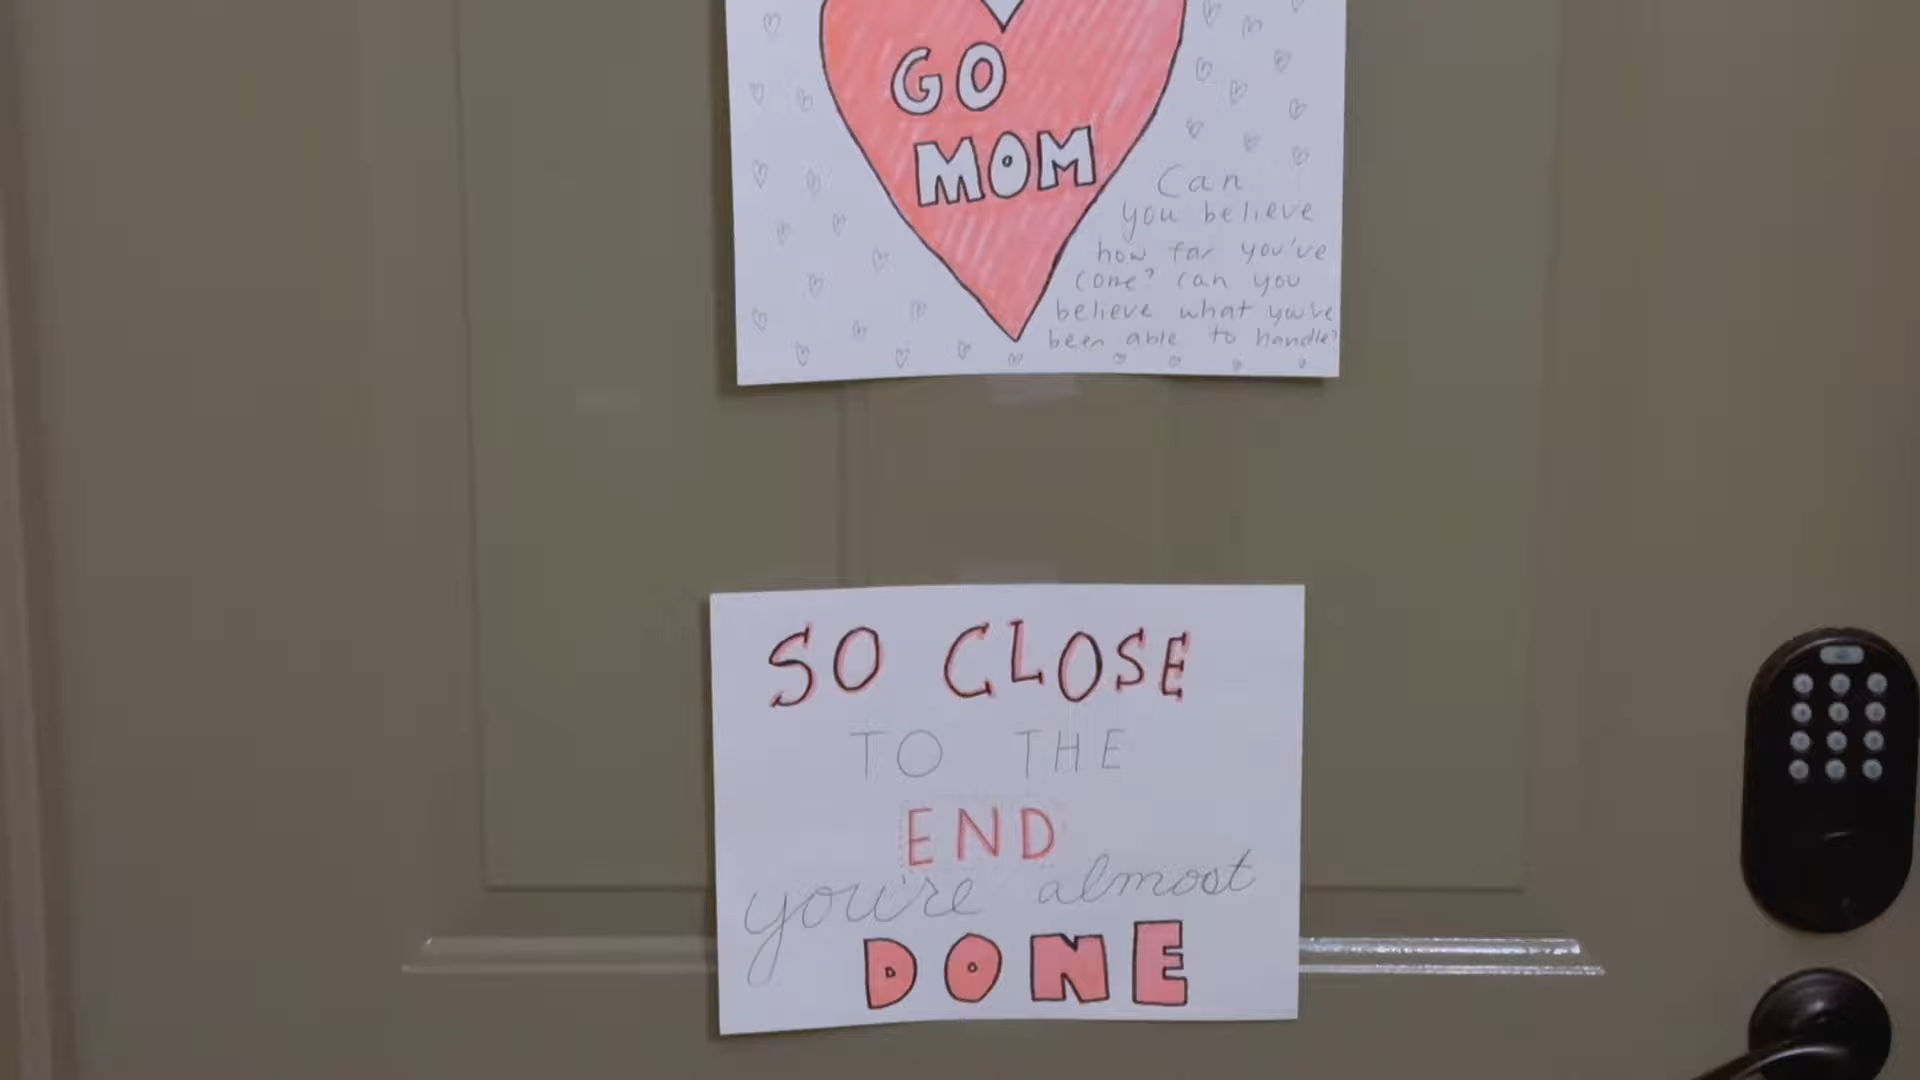 GO
MOM
Can
you believe
how far you've
come? can you
believe what you've
been able to handle?
SO CLOSE
TO THE
END
you're almost
DONE